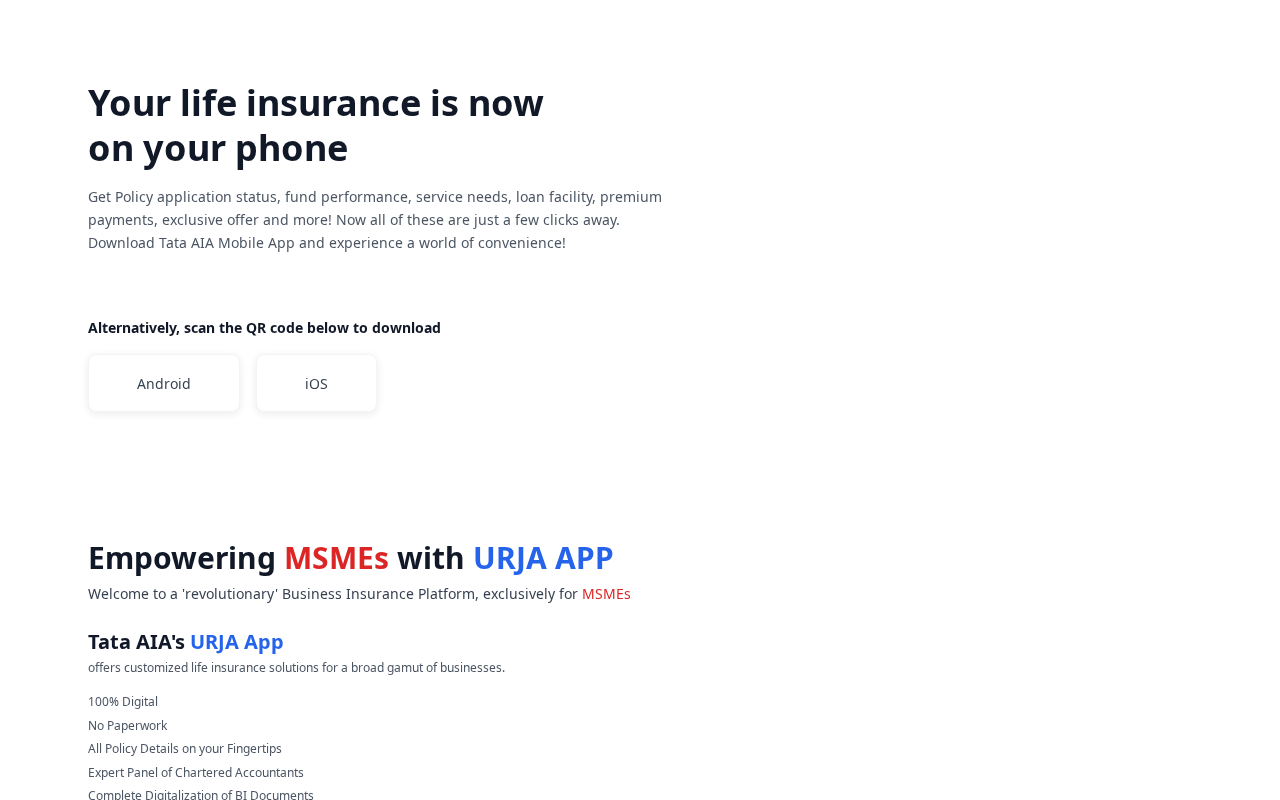 Your life insurance is now
on your phone
Get Policy application status, fund performance, service needs, loan facility, premium
payments, exclusive offer and more! Now all of these are just a few clicks away.
Download Tata AIA Mobile App and experience a world of convenience!
Alternatively, scan the QR code below to download
Android
iOS
Empowering MSMEs with URJA APP
Welcome to a 'revolutionary' Business Insurance Platform, exclusively for MSMEs
Tata AIA's URJA App
offers customized life insurance solutions for a broad gamut of businesses.
100% Digital
No Paperwork
All Policy Details on your Fingertips
Expert Panel of Chartered Accountants
Complete Digitalization of BI Documents